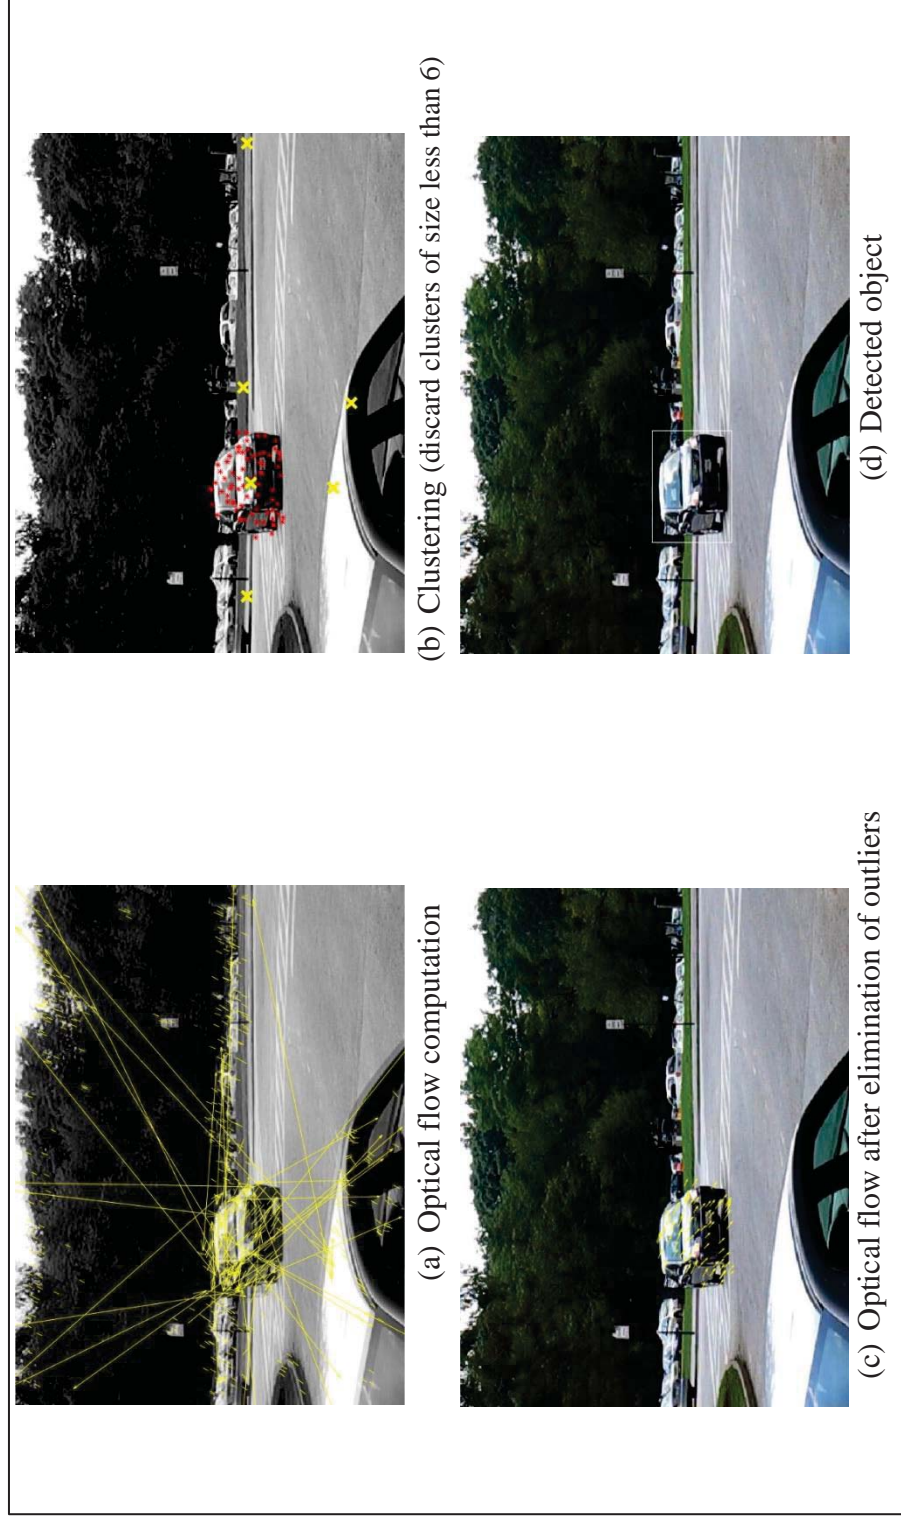 (a) Optical flow computation
(b) Clustering (discard clusters of size less than 6)
(c) Optical flow after elimination of outliers
(d) Detected object